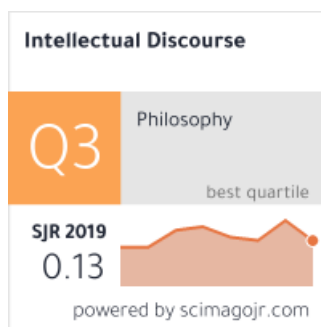 Intellectual Discourse
Q3
Philosophy
best quartile
SJR 2019
0.13
powered by scimagojr.com